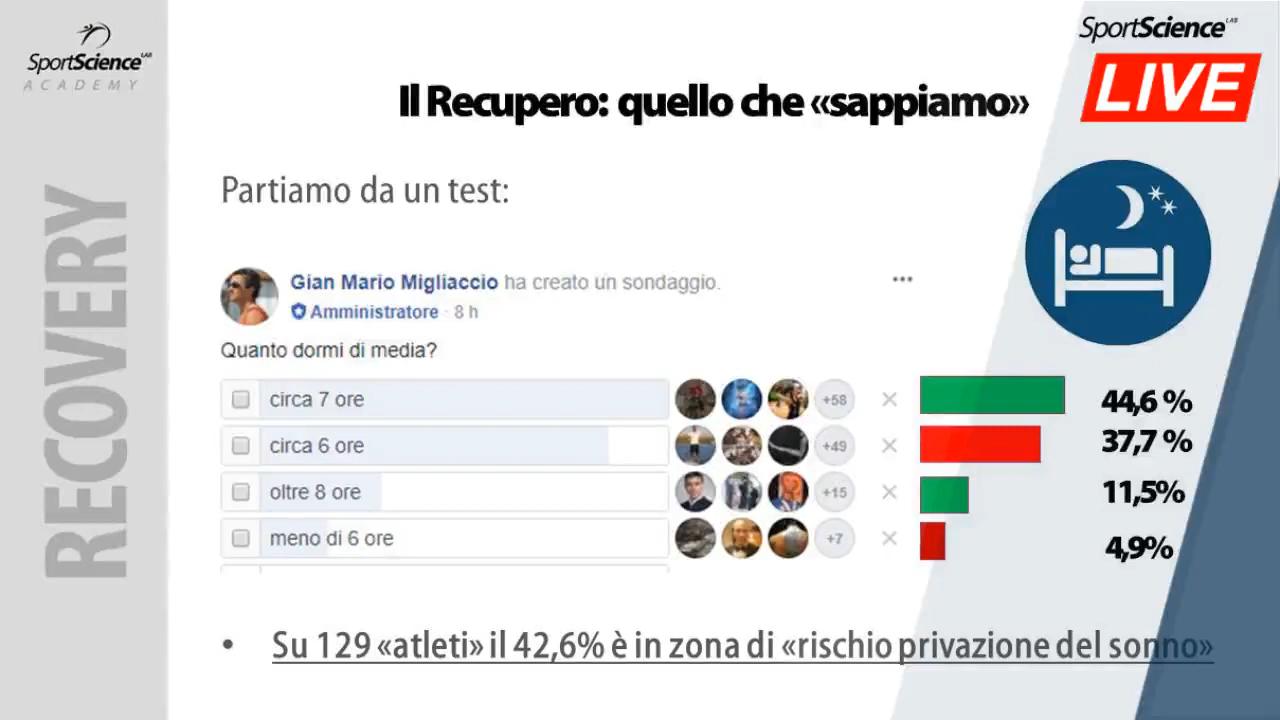 SportScience LAB
ACADEMY
SportScience LAB
LIVE
Il Recupero: quello che «sappiamo»
RECOVERY
Partiamo da un test:
Gian Mario Migliaccio ha creato un sondaggio.
Amministratore · 8 h
Quanto dormi di media?
circa 7 ore +58 44,6 %
circa 6 ore +49 37,7 %
oltre 8 ore +15 11,5%
meno di 6 ore +7 4,9%
• Su 129 «atleti» il 42,6% è in zona di «rischio privazione del sonno»